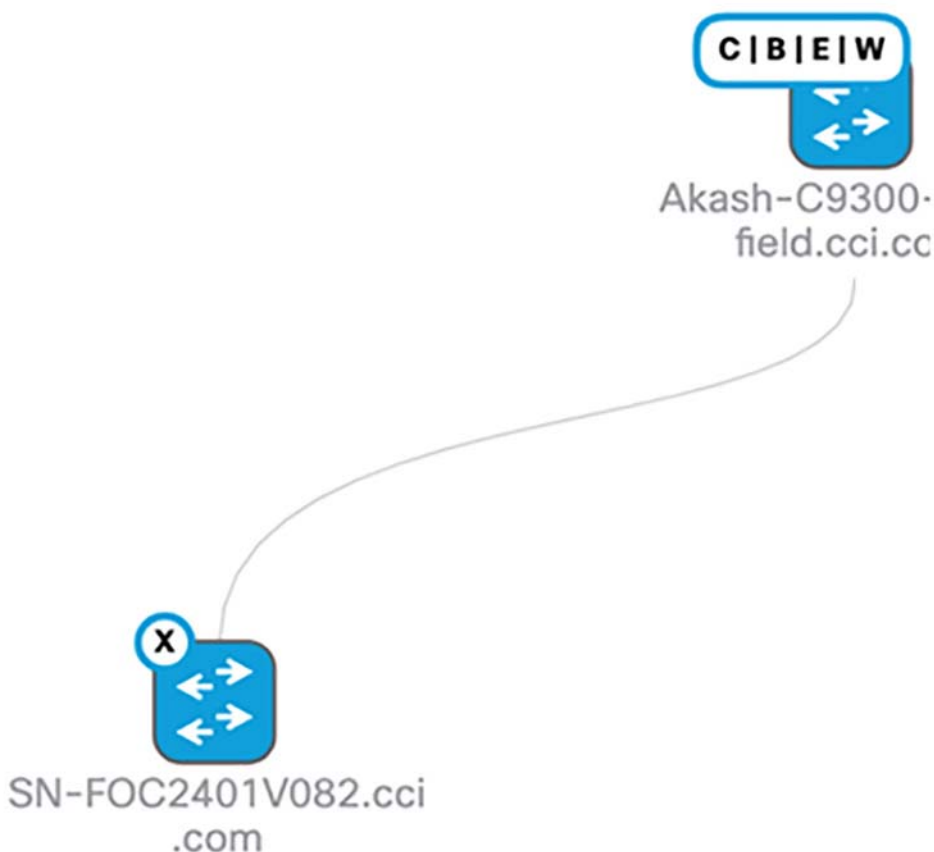 C|B|E|W
Akash-C9300-
field.cci.cc
X
SN-FOC2401V082.cci
.com